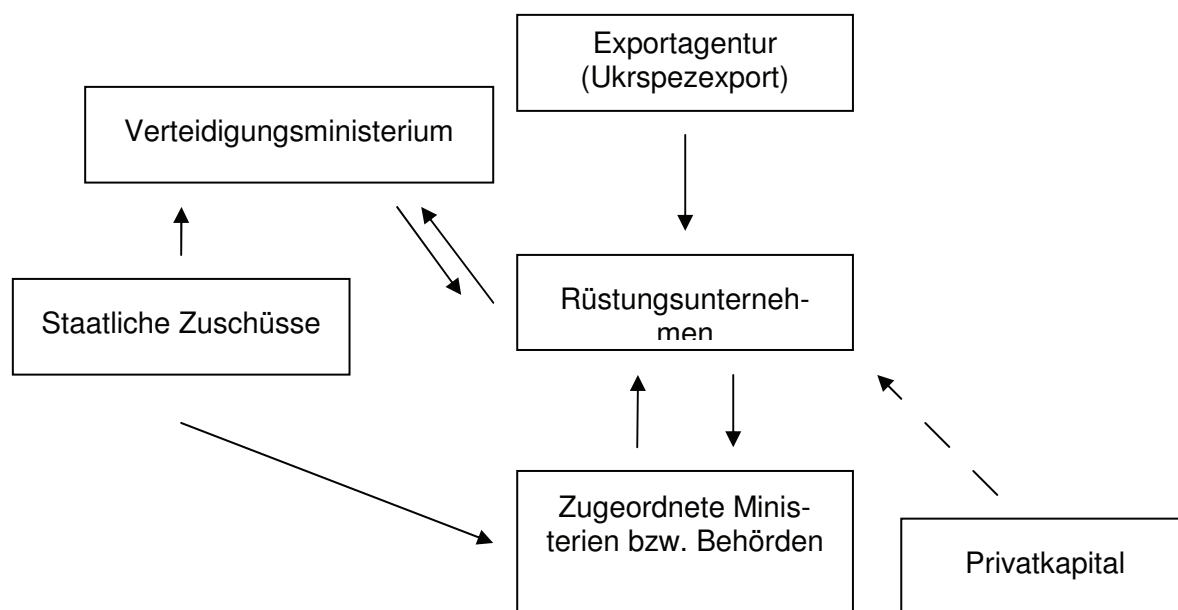 Exportagentur
(Ukrspezexport)
Verteidigungsministerium
Staatliche Zuschüsse
Rüstungsunterneh-
men
Zugeordnete Minis-
terien bzw. Behörden
Privatkapital